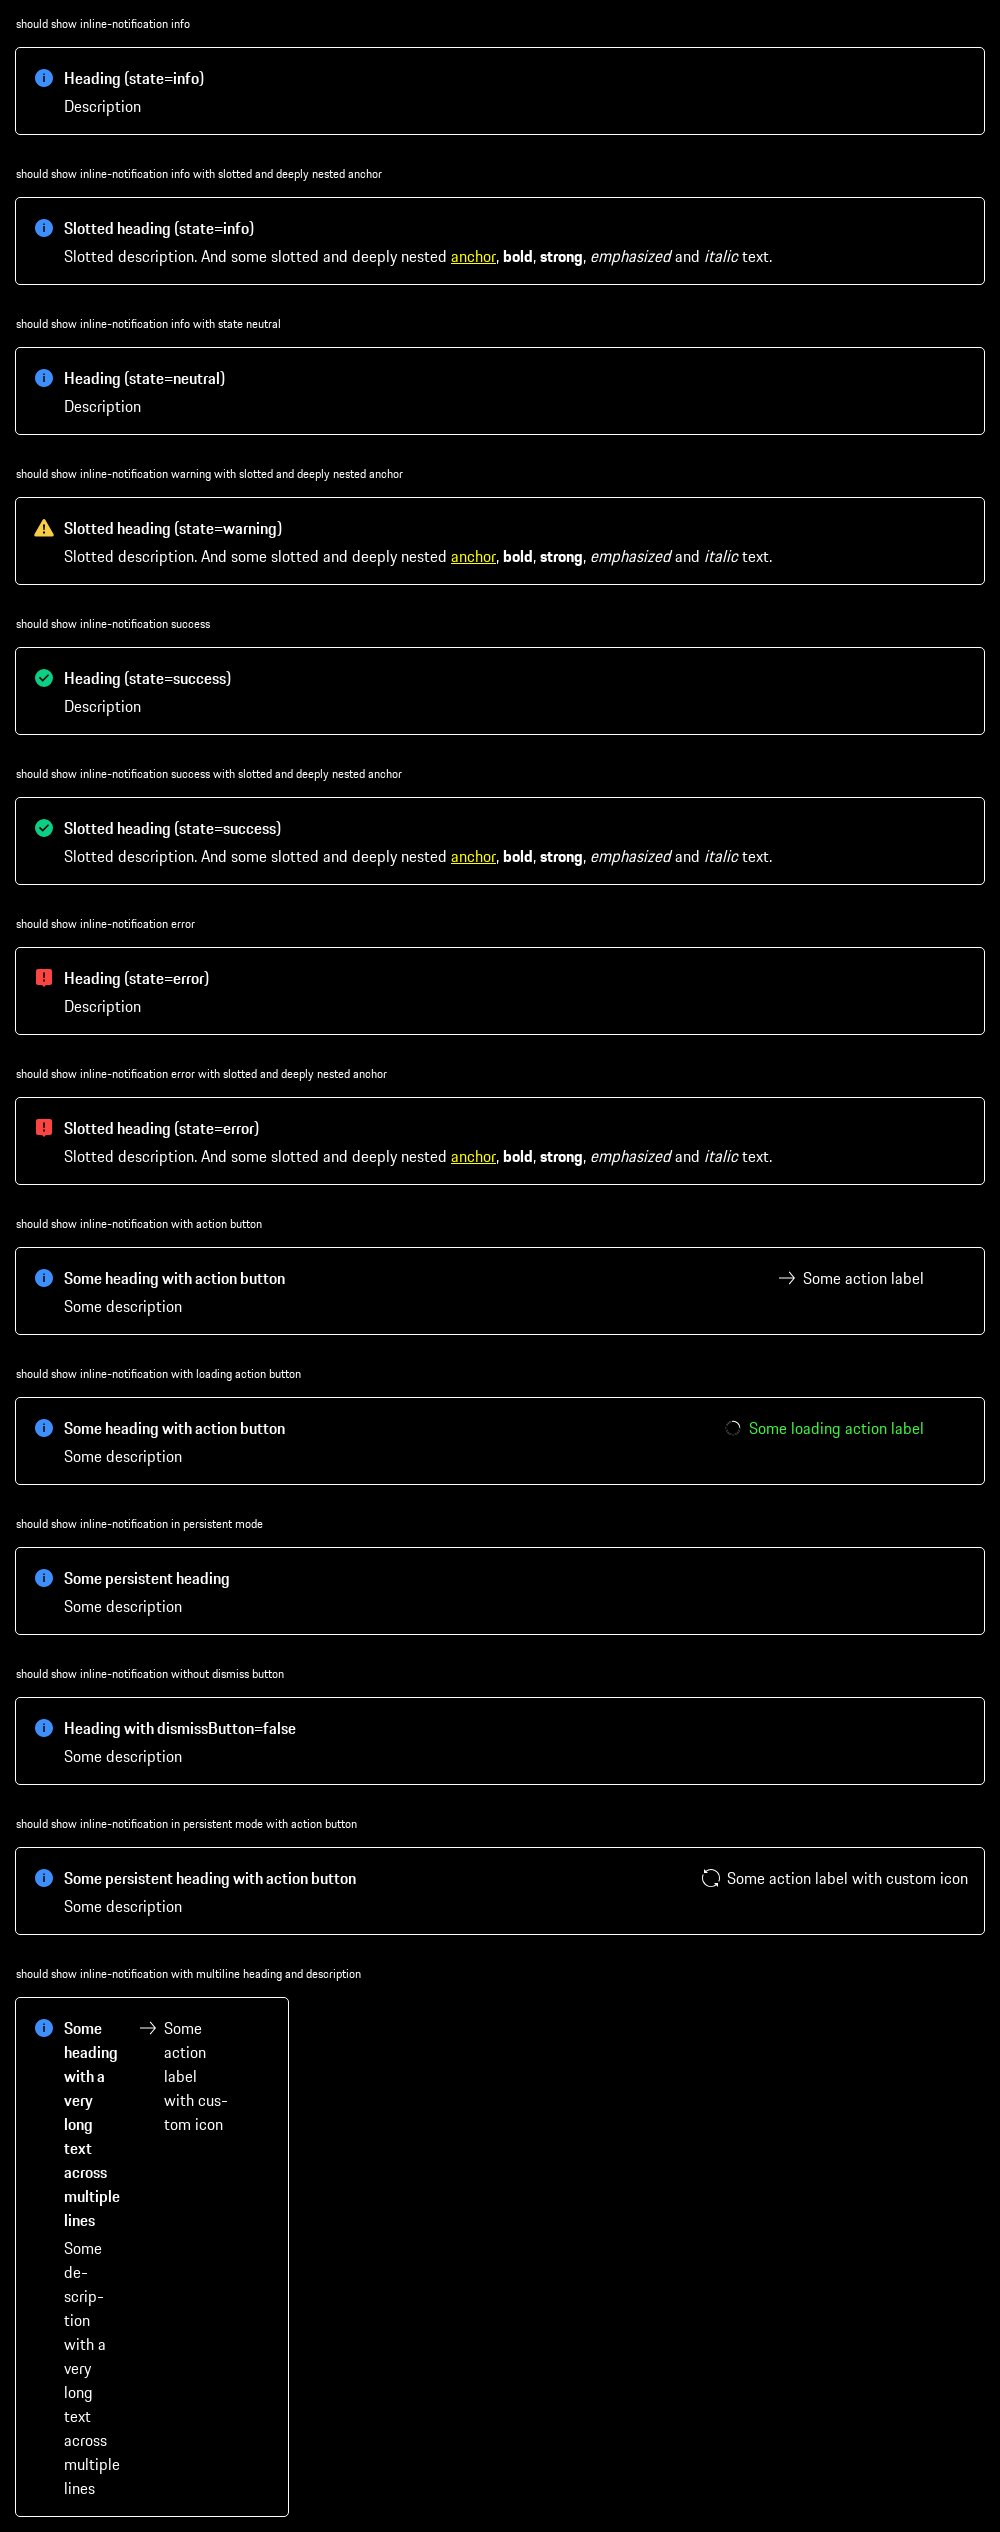 should show inline-notification info
Heading (state=info)
Description
should show inline-notification info with slotted and deeply nested anchor
Slotted heading (state=info)
Slotted description. And some slotted and deeply nested anchor, bold, strong, emphasized and italic text.
should show inline-notification info with state neutral
Heading (state=neutral)
Description
should show inline-notification warning with slotted and deeply nested anchor
Slotted heading (state=warning)
Slotted description. And some slotted and deeply nested anchor, bold, strong, emphasized and italic text.
should show inline-notification success
Heading (state=success)
Description
should show inline-notification success with slotted and deeply nested anchor
Slotted heading (state=success)
Slotted description. And some slotted and deeply nested anchor, bold, strong, emphasized and italic text.
should show inline-notification error
Heading (state=error)
Description
should show inline-notification error with slotted and deeply nested anchor
Slotted heading (state=error)
Slotted description. And some slotted and deeply nested anchor, bold, strong, emphasized and italic text.
should show inline-notification with action button
Some heading with action button
Some action label
Some description
should show inline-notification with loading action button
Some heading with action button
Some loading action label
Some description
should show inline-notification in persistent mode
Some persistent heading
Some description
should show inline-notification without dismiss button
Heading with dismissButton=false
Some description
should show inline-notification in persistent mode with action button
Some persistent heading with action button
Some action label with custom icon
Some description
should show inline-notification with multiline heading and description
Some
heading
with a
very
long
text
across
multiple
lines
Some
de-
scrip-
tion
with a
very
long
text
across
multiple
lines
Some
action
label
with cus-
tom icon